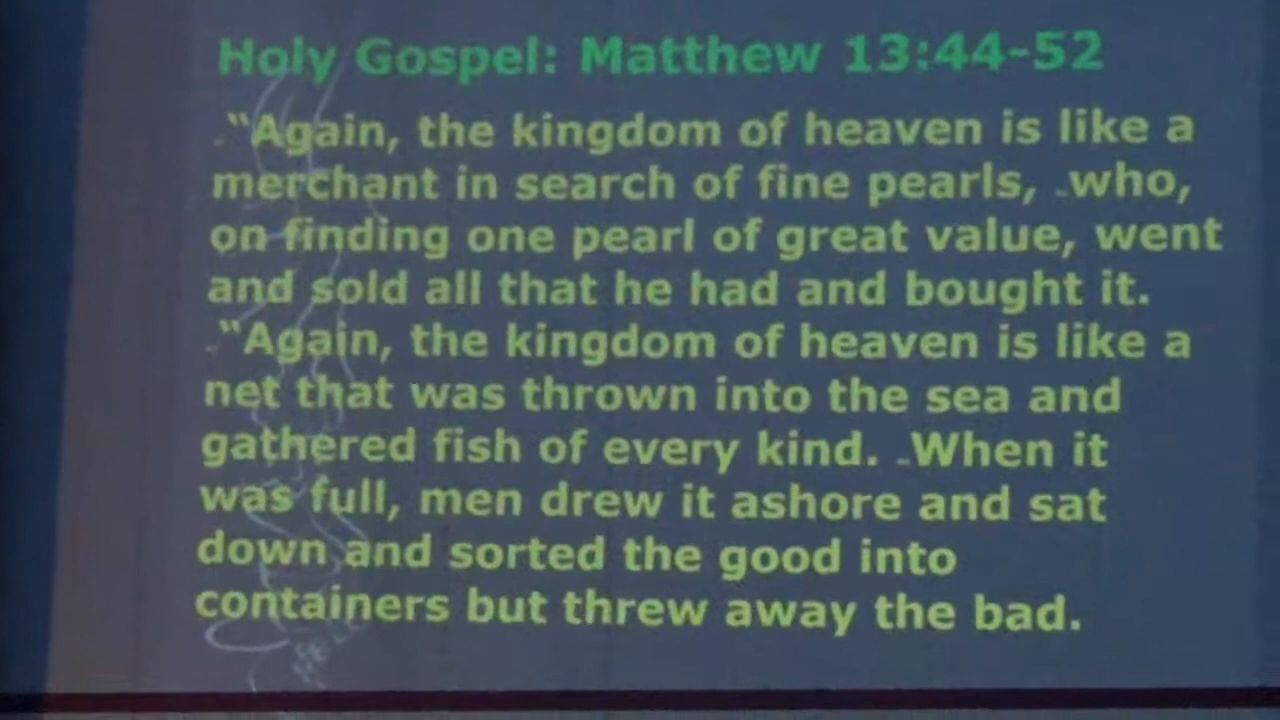 Holy Gospel: Matthew 13:44-52
“Again, the kingdom of heaven is like a
merchant in search of fine pearls, who,
on finding one pearl of great value, went
and sold all that he had and bought it.
“Again, the kingdom of heaven is like a
net that was thrown into the sea and
gathered fish of every kind. When it
was full, men drew it ashore and sat
down and sorted the good into
containers but threw away the bad.